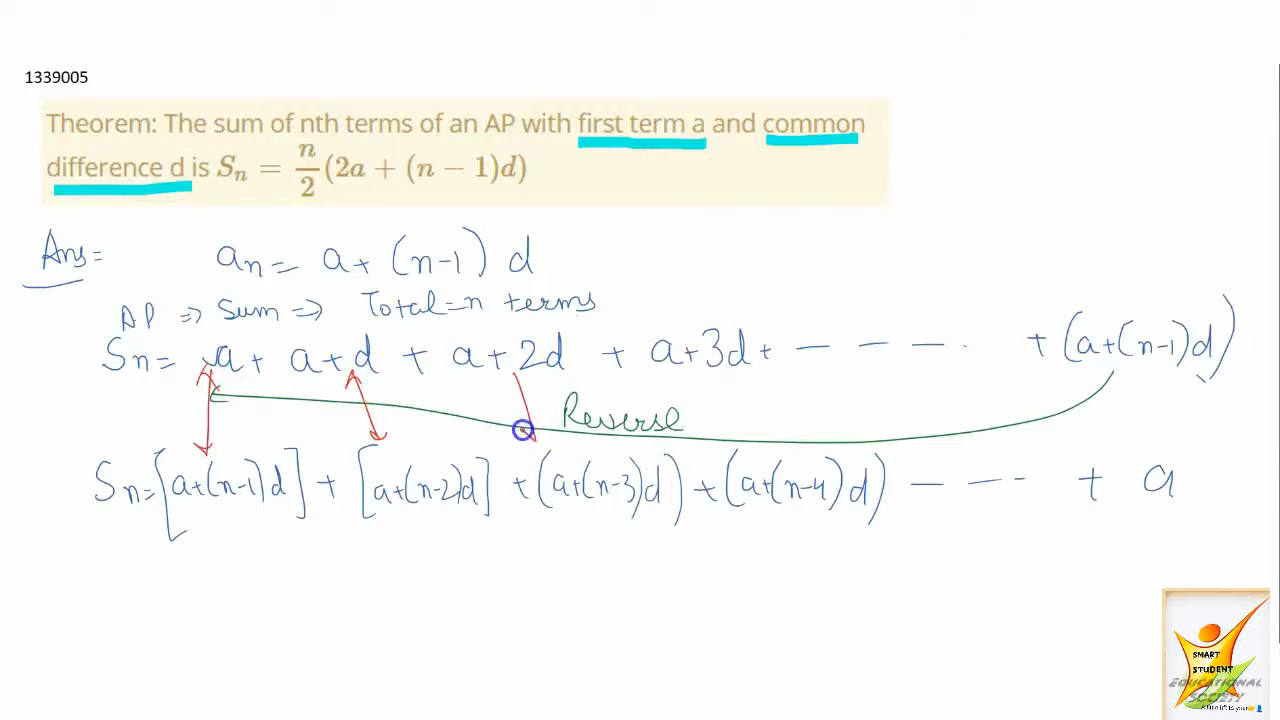 1339005
Theorem: The sum of nth terms of an AP with first term a and common
difference d is Sₙ = n/2 (2a + (n − 1)d)
Ans= aₙ = a + (n-1) d
AP ⇒ Sum ⇒ Total = n terms
Sn = a + a+d + a+2d + a+3d + – – – – . + (a+(n-1)d)
Reverse
Sn = [a+(n-1)d] + [a+(n-2)d] + (a+(n-3)d) + (a+(n-4)d) – – – – + a
SMART
STUDENT
EDUCATIONAL
SOCIETY